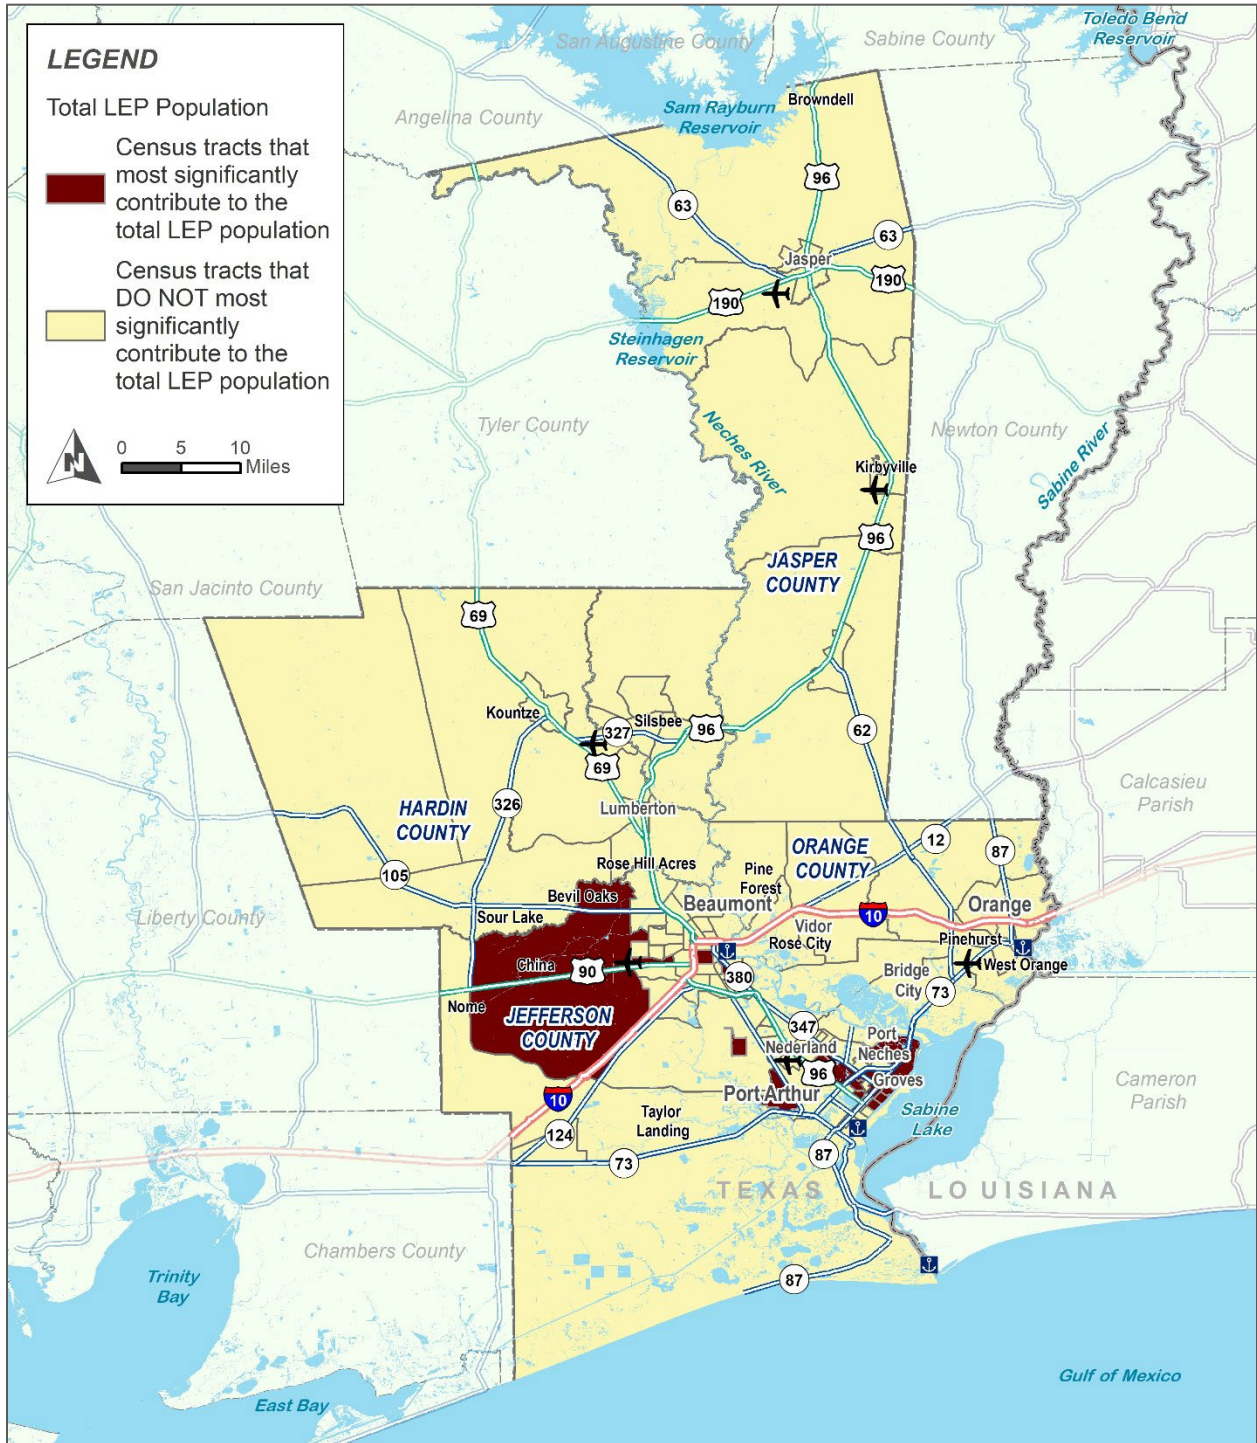 LEGEND
Total LEP Population
Census tracts that
most significantly
contribute to the
total LEP population
Census tracts that
DO NOT most
significantly
contribute to the
total LEP population
N
0 5 10
Miles
San Augustine County
Sabine County
Toledo Bend
Reservoir
Angelina County
Sam Rayburn
Reservoir
Browndell
96
63
63
Jasper
190
190
Steinhagen
Reservoir
Tyler County
Neches River
Newton County
Sabine River
Kirbyville
96
JASPER
COUNTY
San Jacinto County
69
Kountze
327
Silsbee
96
69
62
Calcasieu
Parish
HARDIN
COUNTY
326
Lumberton
ORANGE
COUNTY
12
87
105
Rose Hill Acres
Pine
Forest
Bevil Oaks
Beaumont
Orange
Liberty County
Sour Lake
10
Vidor
Rose City
Pinehurst
West Orange
China
90
380
Bridge
City
73
Nome
JEFFERSON
COUNTY
347
Nederland
Port
Neches
96
Groves
Port Arthur
Cameron
Parish
10
Taylor
Landing
Sabine
Lake
124
73
87
TEXAS
LOUISIANA
Chambers County
Trinity
Bay
87
East Bay
Gulf of Mexico